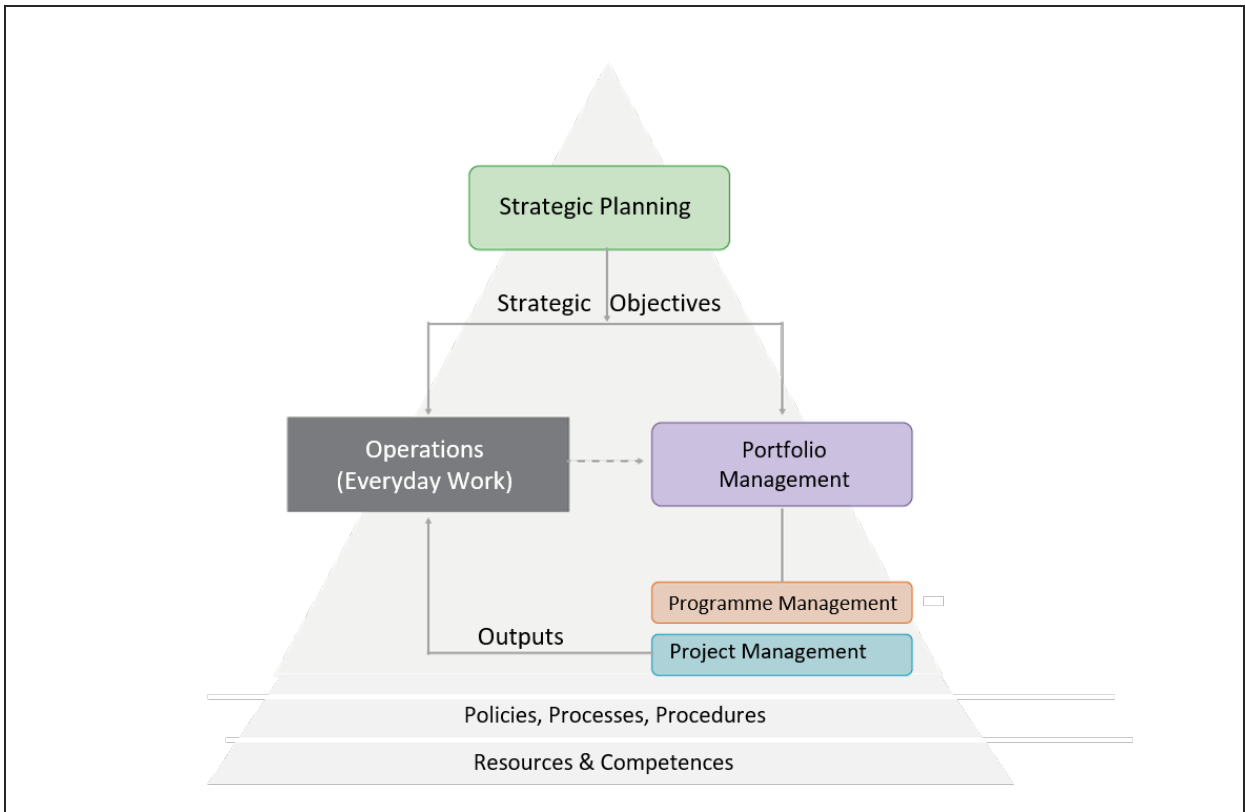 Strategic Planning
Strategic Objectives
Operations
(Everyday Work)
Portfolio
Management
Programme Management
Outputs
Project Management
Policies, Processes, Procedures
Resources & Competences